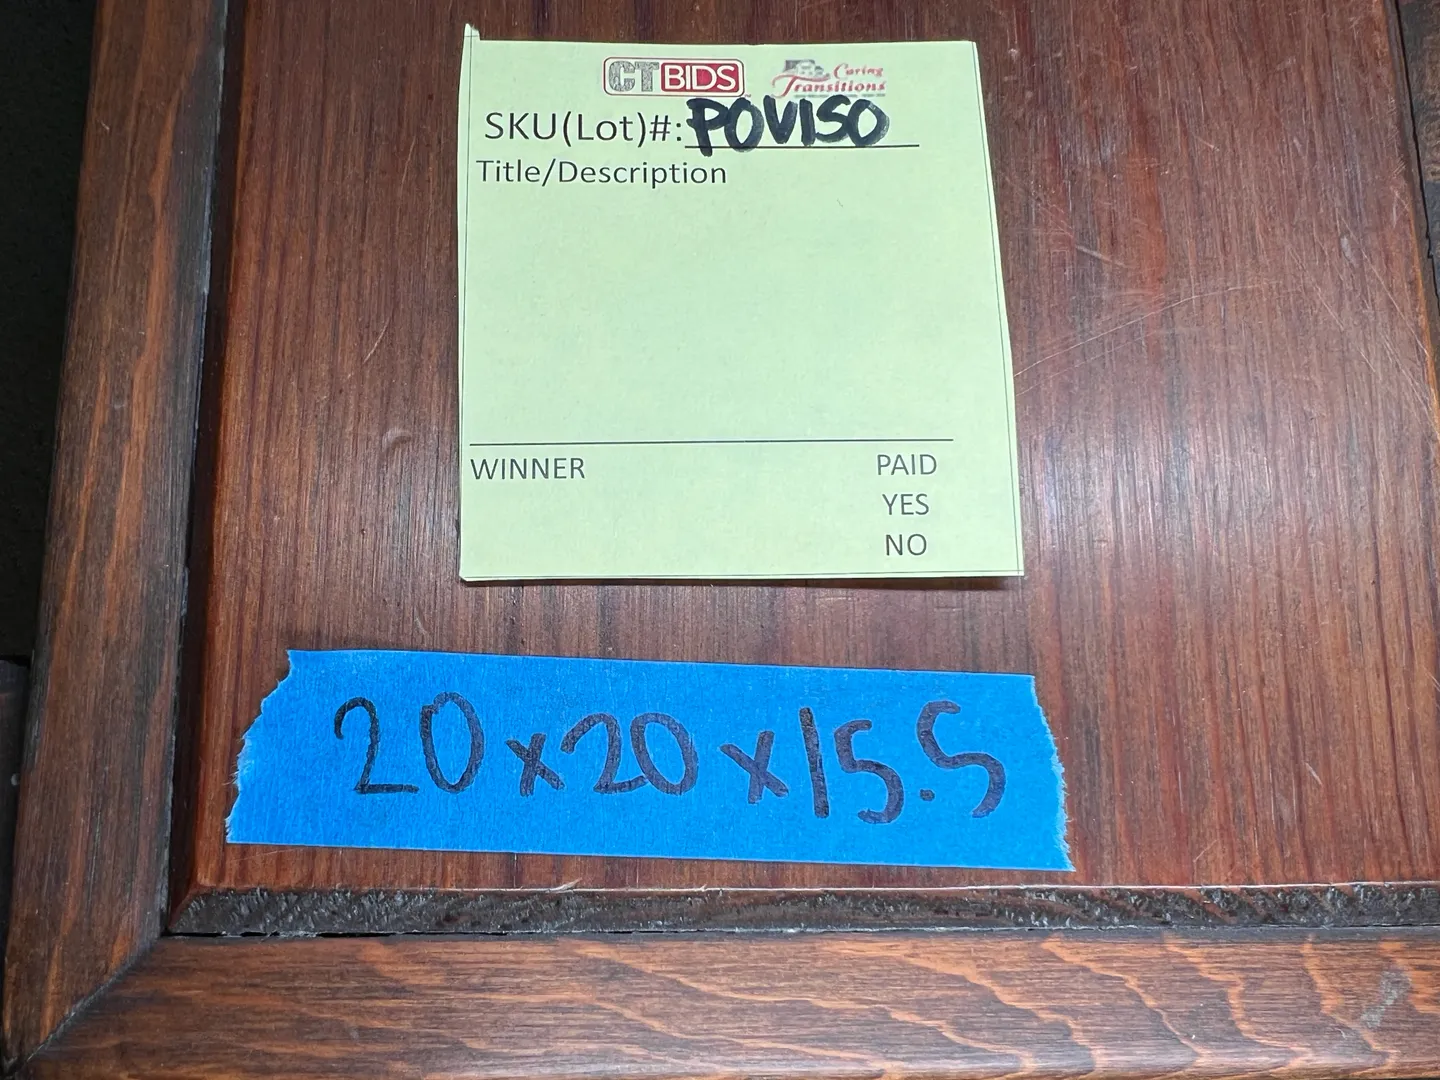 CTBIDS
Caring
Transitions
SKU(Lot)#: POVISO
Title/Description
WINNER
PAID
YES
NO
20x20x15.5